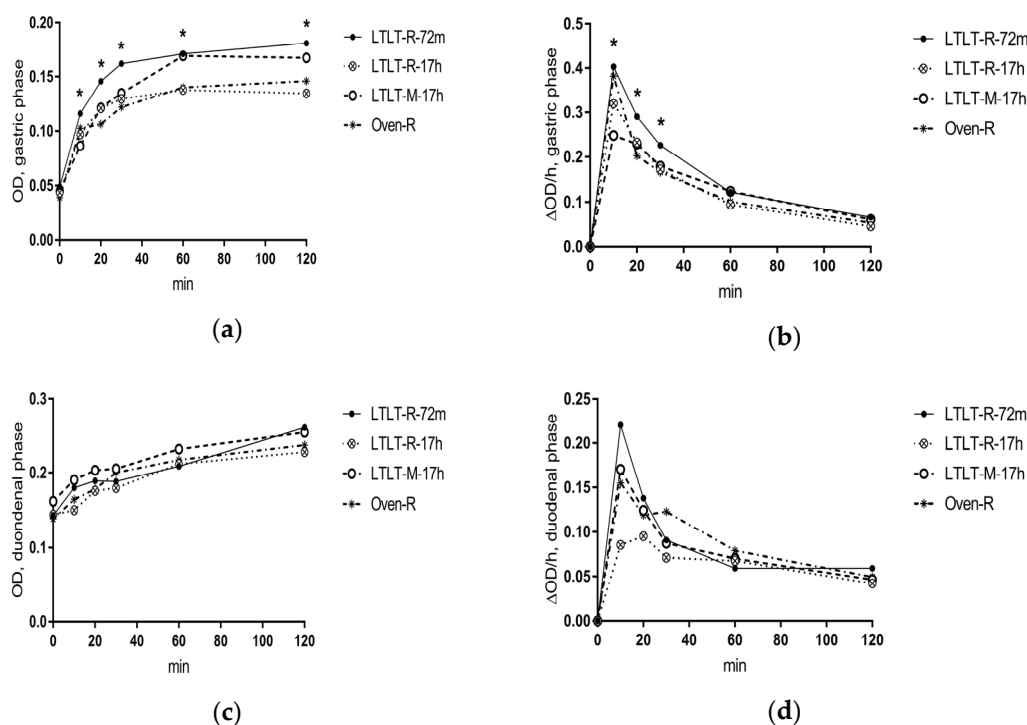 0.20
0.15
0.10
0.05
0.00
OD, gastric phase
* * * * *
0 20 40 60 80 100 120
min
LTLT-R-72m
LTLT-R-17h
LTLT-M-17h
Oven-R
(a)
0.5
0.4
0.3
0.2
0.1
0.0
ΔOD/h, gastric phase
* * *
0 20 40 60 80 100 120
min
LTLT-R-72m
LTLT-R-17h
LTLT-M-17h
Oven-R
(b)
0.3
0.2
0.1
0.0
OD, duondenal phase
0 20 40 60 80 100 120
min
LTLT-R-72m
LTLT-R-17h
LTLT-M-17h
Oven-R
(c)
0.25
0.20
0.15
0.10
0.05
0.00
ΔOD/h, duodenal phase
0 20 40 60 80 100 120
min
LTLT-R-72m
LTLT-R-17h
LTLT-M-17h
Oven-R
(d)